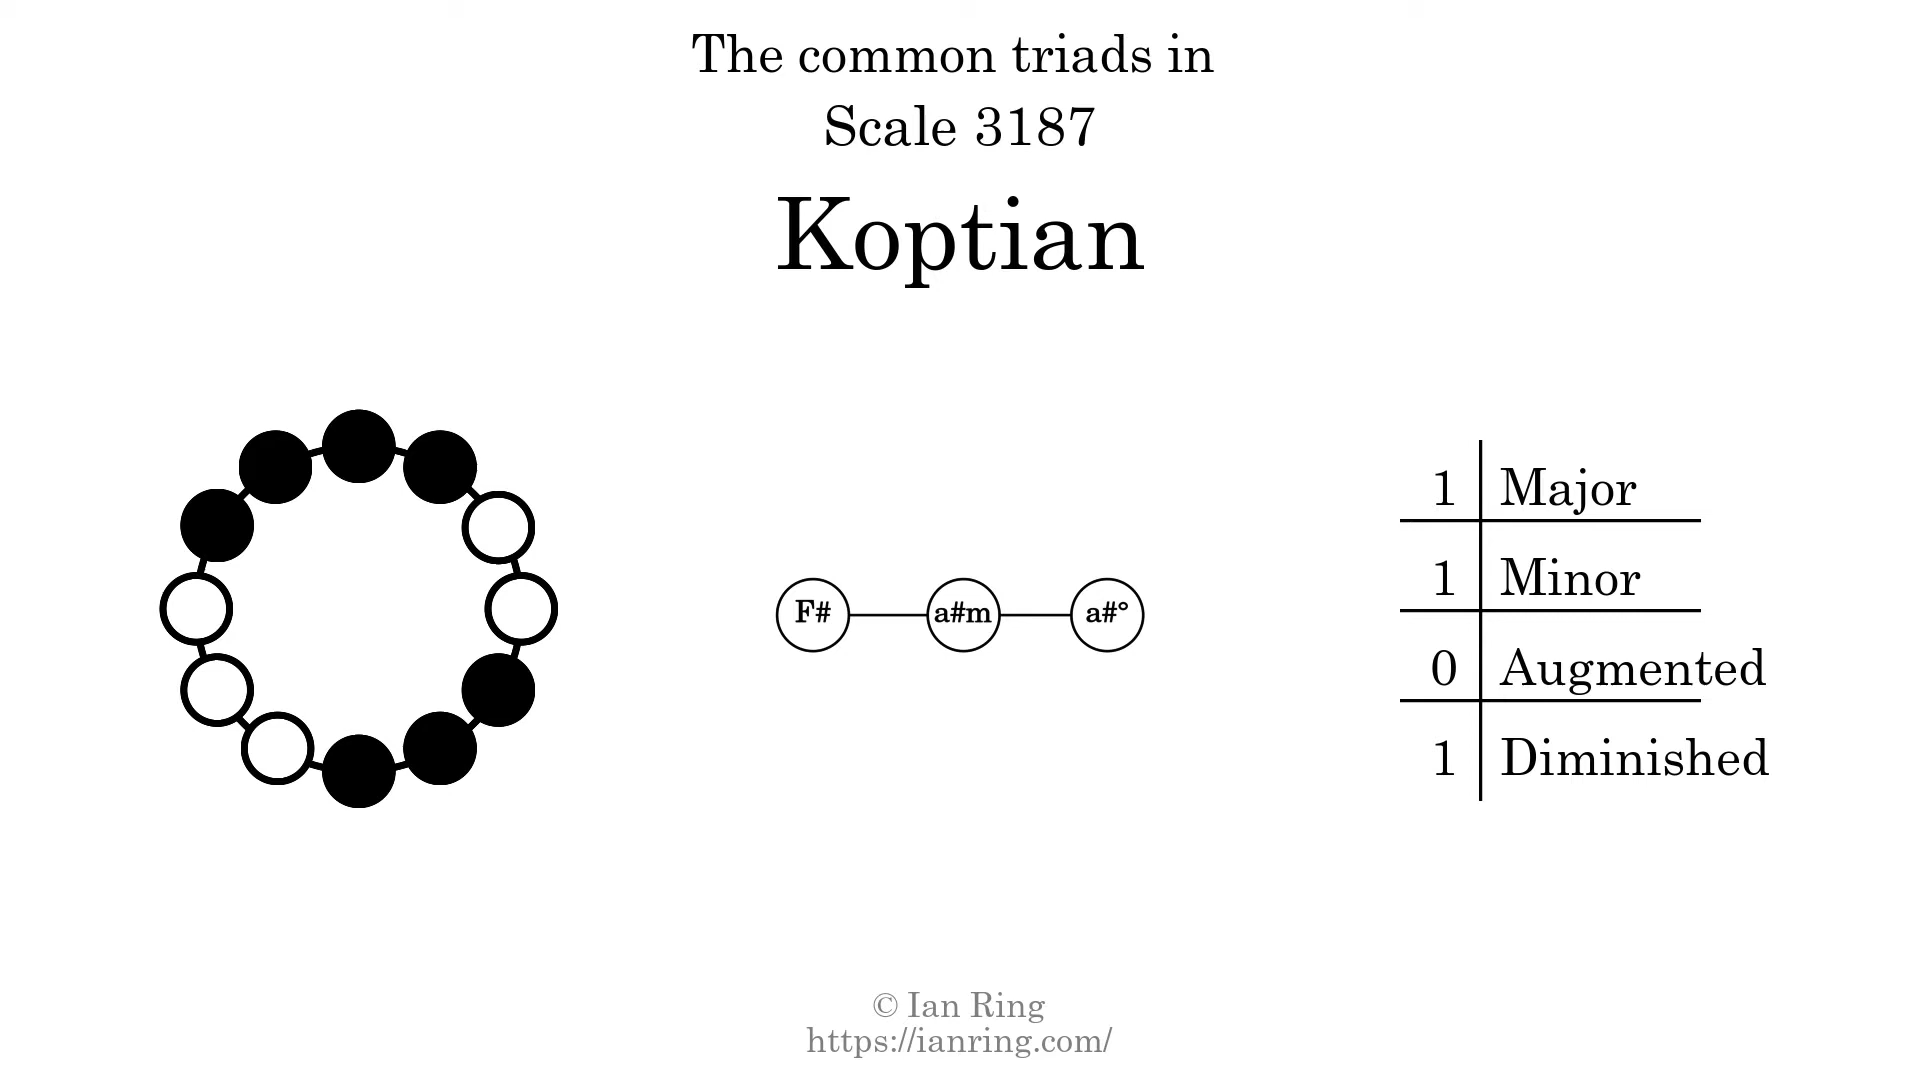 The common triads in
Scale 3187
Koptian
F# a#m a#°
1 Major
1 Minor
0 Augmented
1 Diminished
© Ian Ring
https://ianring.com/